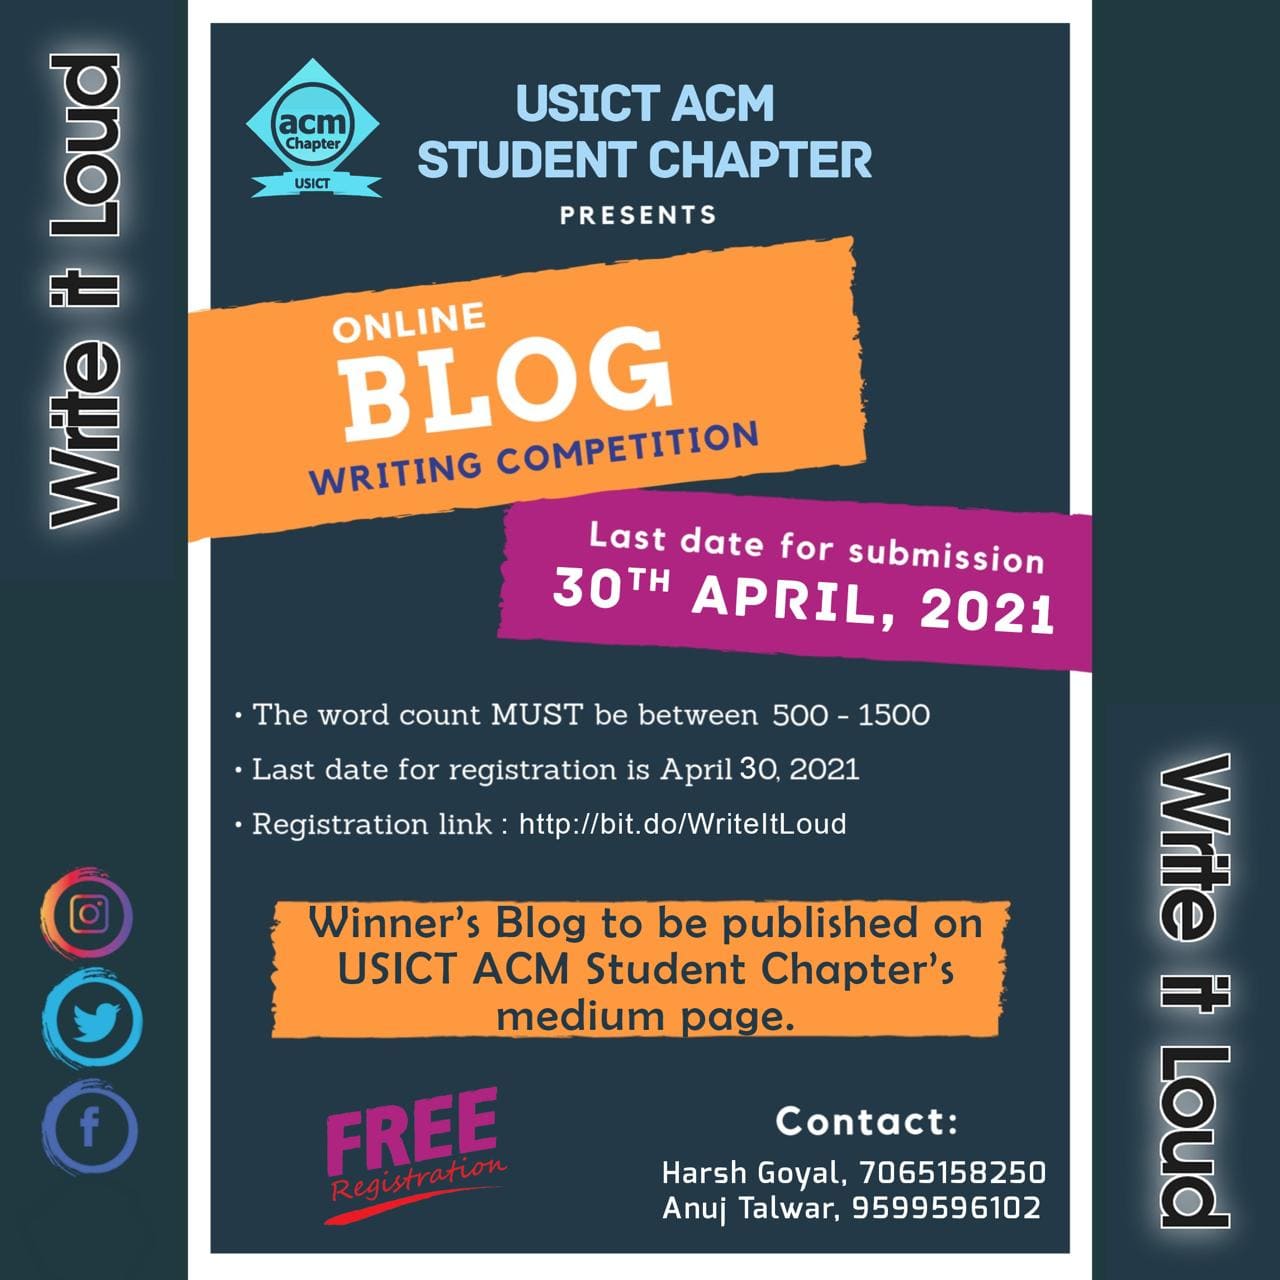 Write it Loud
acm
Chapter
USICT
USICT ACM
STUDENT CHAPTER
PRESENTS
ONLINE
BLOG
WRITING COMPETITION
Last date for submission
30TH APRIL, 2021
• The word count MUST be between 500 - 1500
• Last date for registration is April 30, 2021
• Registration link : http://bit.do/WriteItLoud
Winner's Blog to be published on
USICT ACM Student Chapter's
medium page.
FREE
Registration
Contact:
Harsh Goyal, 7065158250
Anuj Talwar, 9599596102
Write it Loud